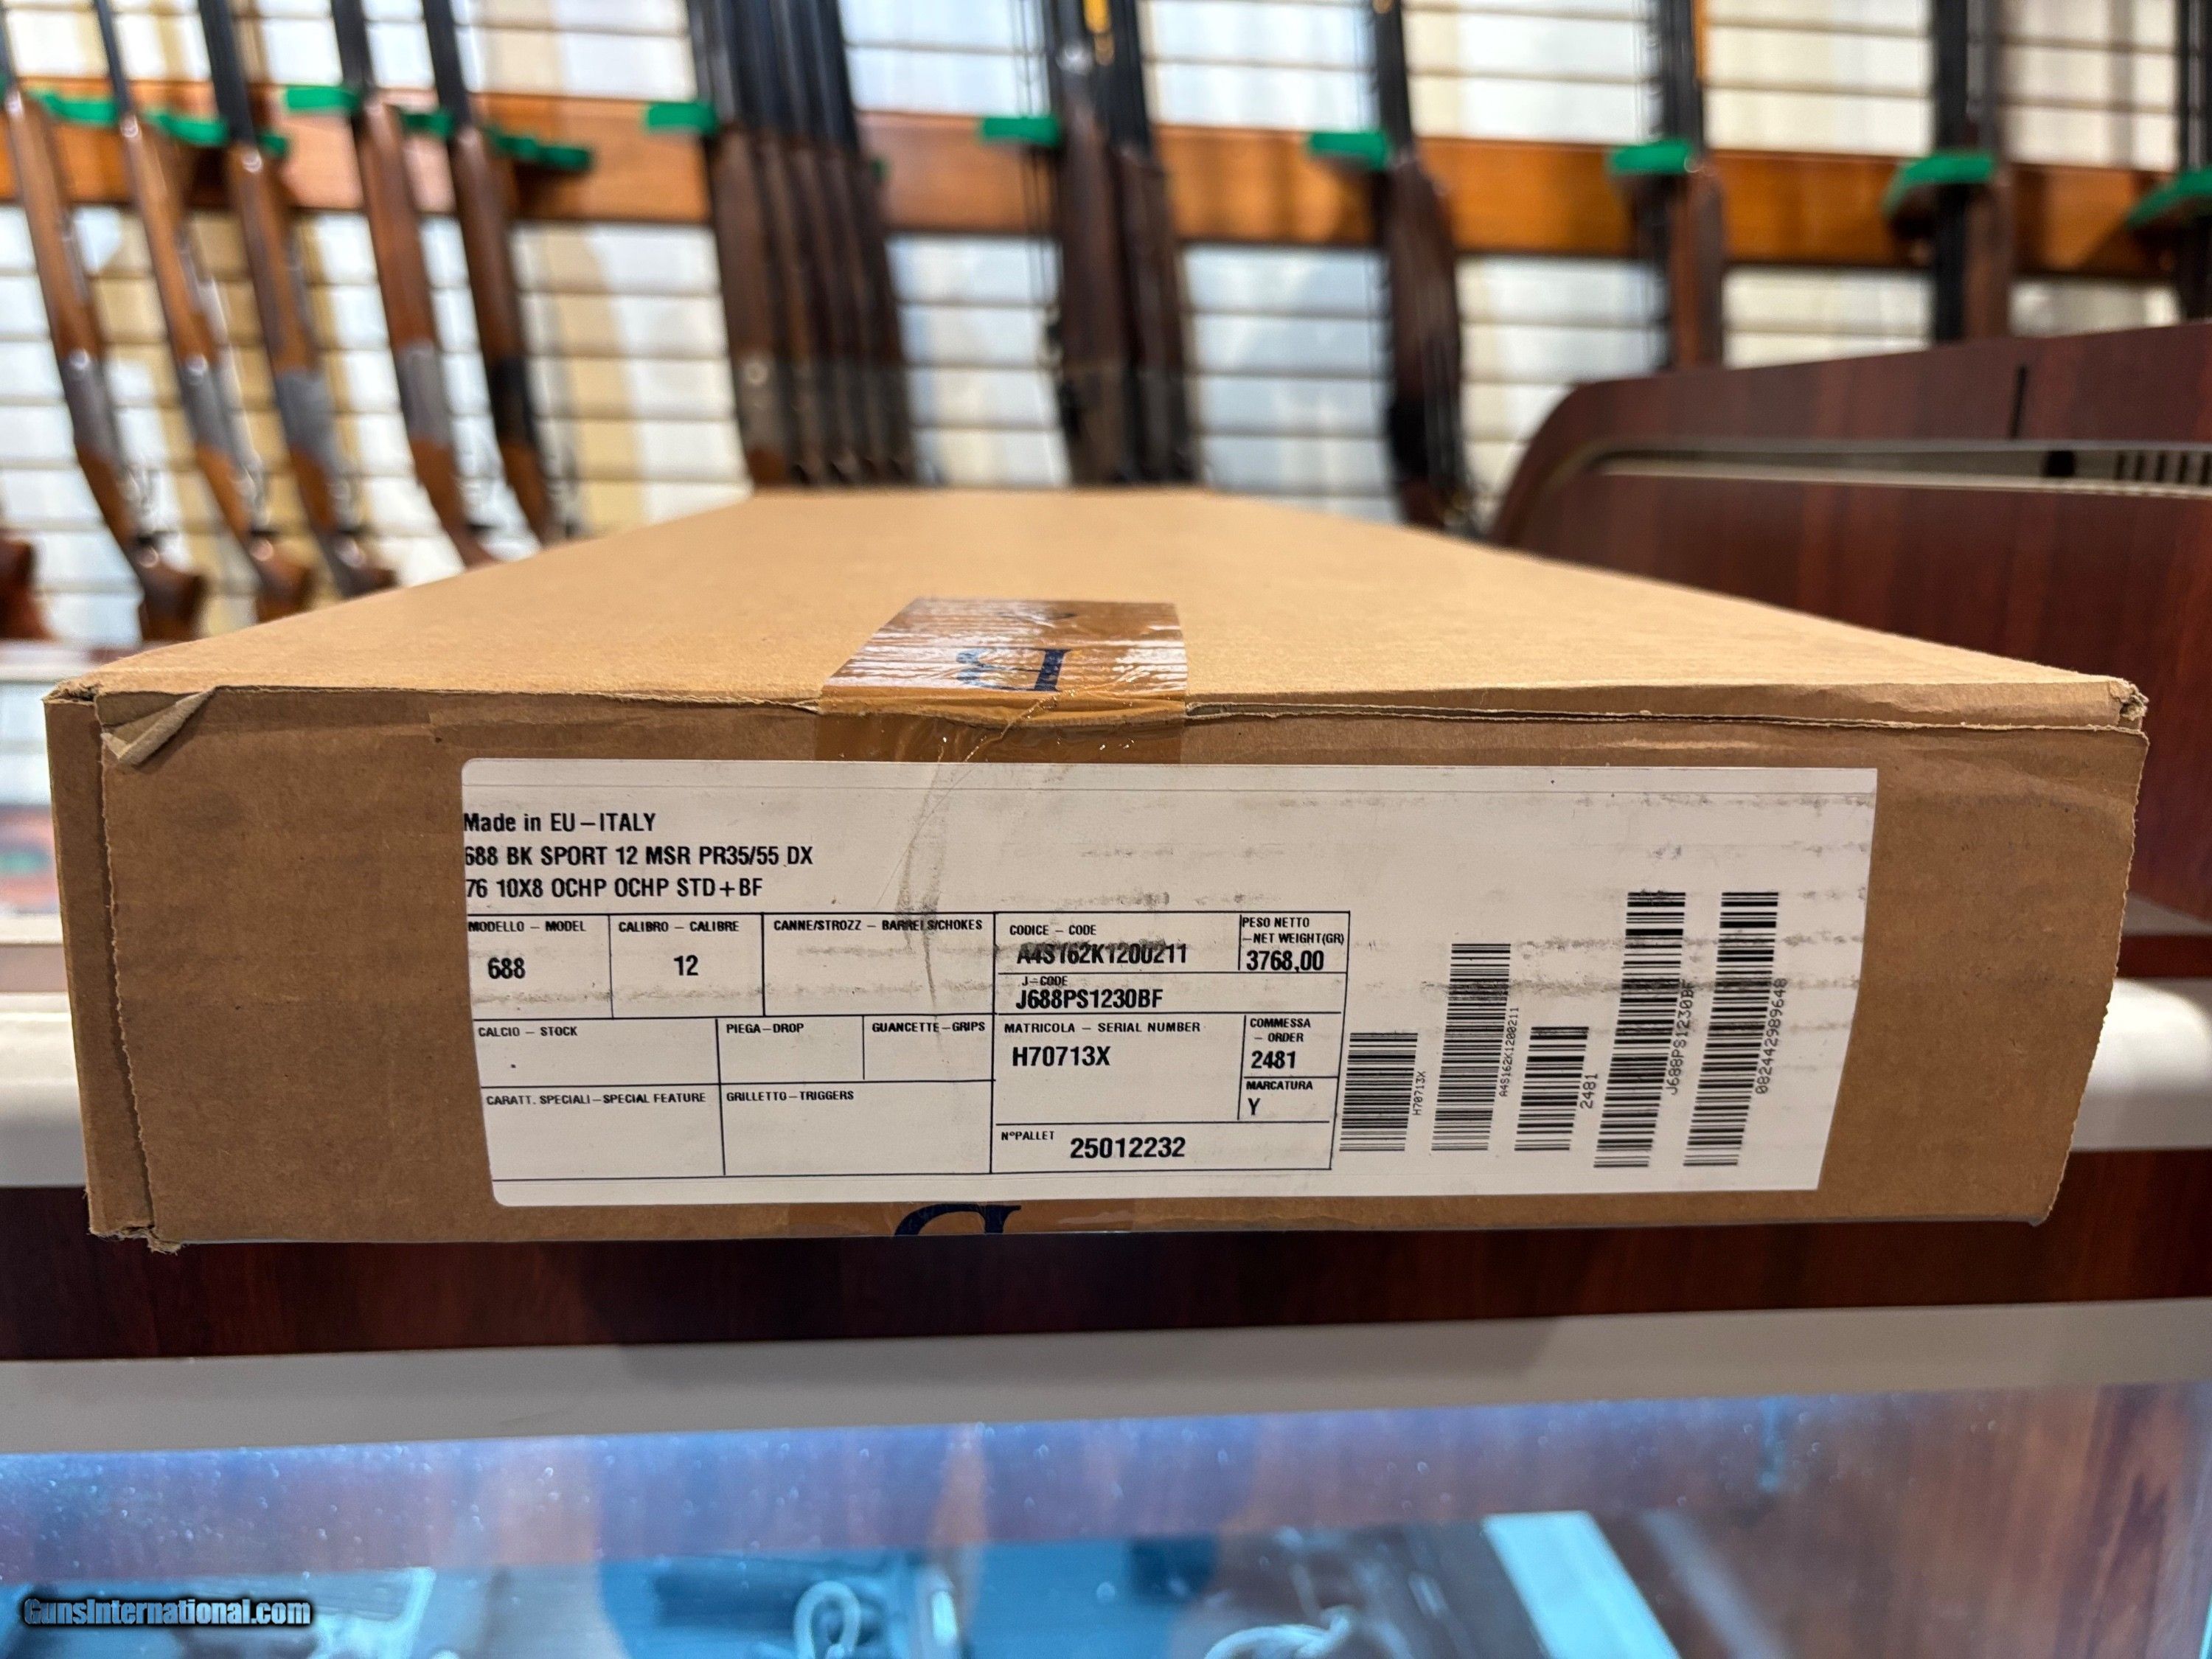 Made in EU-ITALY
688 BK SPORT 12 MSR PR35/55 DX
76 10X8 OCHP OCHP STD+BF
MODELLO - MODEL
688
CALIBRO - CALIBRE
12
CANNE/STROZZ - BARRELS/CHOKES
CODICE - CODE
A4S162K1200211
PESO NETTO
-NET WEIGHT(GR)
3768,00
J-CODE
J688PS1230BF
CALCIO - STOCK
PIEGA-DROP
GUANCETTE-GRIPS
MATRICOLA - SERIAL NUMBER
H70713X
COMMESSA
- ORDER
2481
MARCATURA
Y
CARATT. SPECIALI-SPECIAL FEATURE
GRILLETTO-TRIGGERS
N°PALLET
25012232
H70713X
A4S162K1200211
2481
J688PS1230BF
082442989648
B
GunsInternational.com